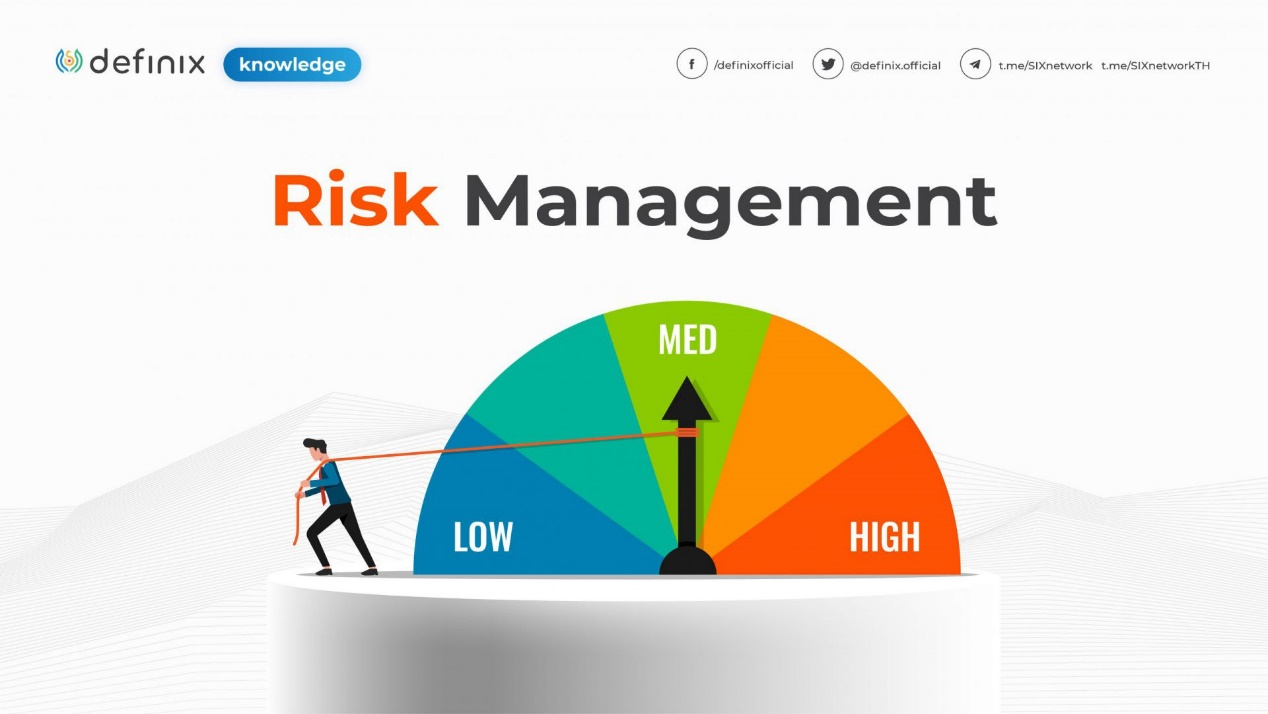 definix knowledge
/definixofficial @definix.official t.me/SIXnetwork t.me/SIXnetworkTH
Risk Management
MED
LOW
HIGH